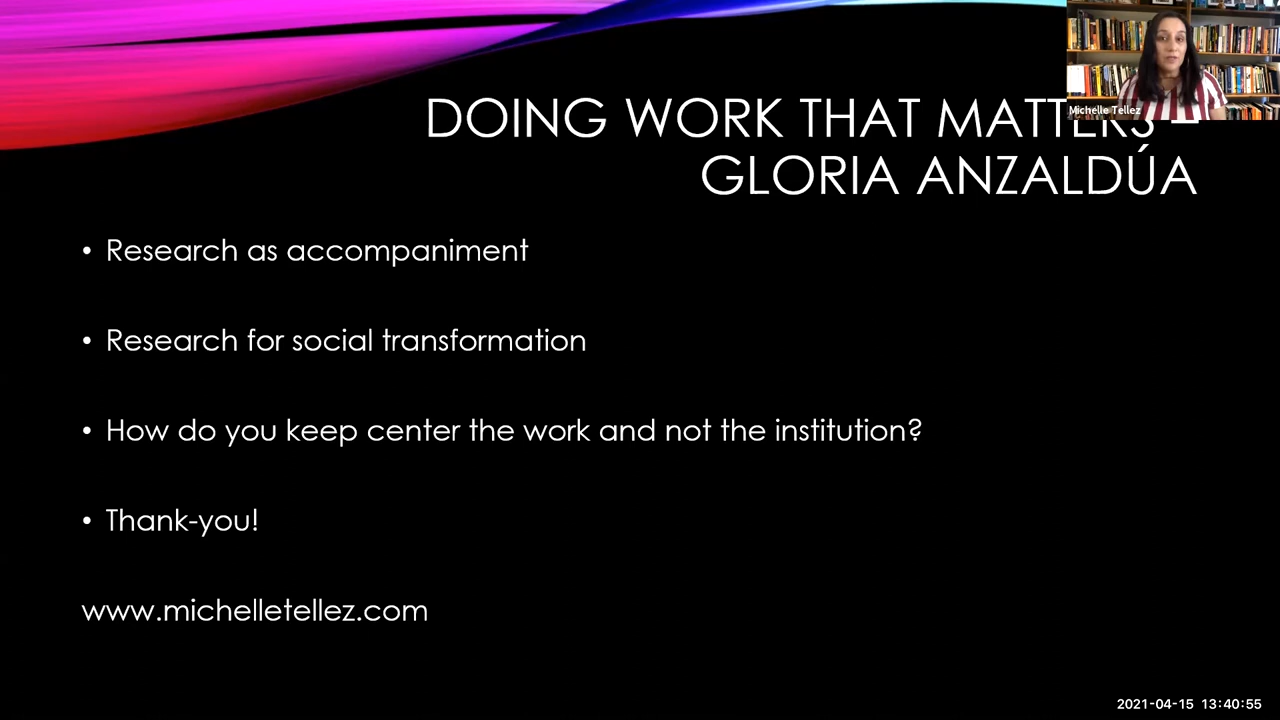 Michelle Tellez
DOING WORK THAT MATTERS –
GLORIA ANZALDÚA
• Research as accompaniment
• Research for social transformation
• How do you keep center the work and not the institution?
• Thank-you!
www.michelletellez.com
2021-04-15 13:40:55